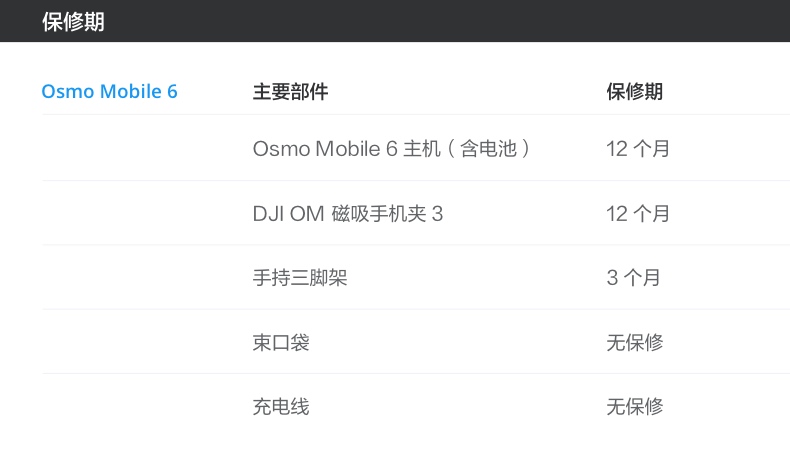 保修期
Osmo Mobile 6 主要部件 保修期
Osmo Mobile 6 主机（含电池） 12 个月
DJI OM 磁吸手机夹 3 12 个月
手持三脚架 3 个月
束口袋 无保修
充电线 无保修